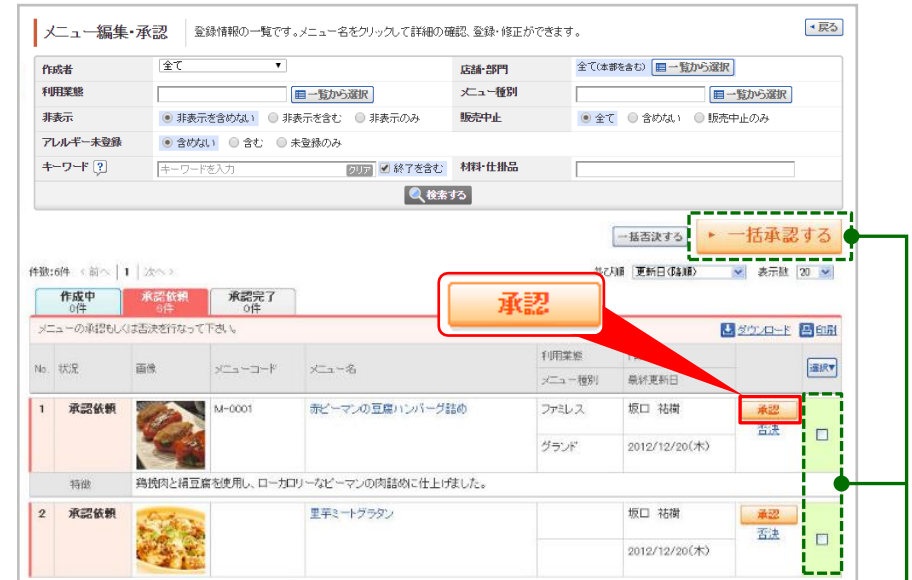 メニュー編集・承認 登録情報の一覧です。メニュー名をクリックして詳細の確認、登録・修正ができます。 戻る
作成者 全て 店舗・部門 全て(本部を含む) 一覧から選択
利用業態 一覧から選択 メニュー種別 一覧から選択
非表示 非表示を含めない 非表示を含む 非表示のみ 販売中止 全て 含めない 販売中止のみ
アレルギー未登録 含めない 含む 未登録のみ
キーワード ? キーワードを入力 クリア 終了を含む 材料・仕掛品
検索する
一括否決する 一括承認する
件数:6件 <前へ | 1 | 次へ> 並び順 更新日(降順) 表示数 20
作成中 承認依頼 承認完了
0件 6件 0件
承認
メニューの承認もしくは否決を行なって下さい。 ダウンロード 印刷
No. 状況 画像 メニューコード メニュー名 利用業態 選択▼
メニュー種別 最終更新日
1 承認依頼 M-0001 赤ピーマンの豆腐ハンバーグ詰め ファミレス 坂口 祐樹 承認
否決
グランド 2012/12/20(木)
特徴 鶏挽肉と絹豆腐を使用し、ローカロリーなピーマンの肉詰めに仕上げました。
2 承認依頼 里芋ミートグラタン 坂口 祐樹 承認
否決
2012/12/20(木)